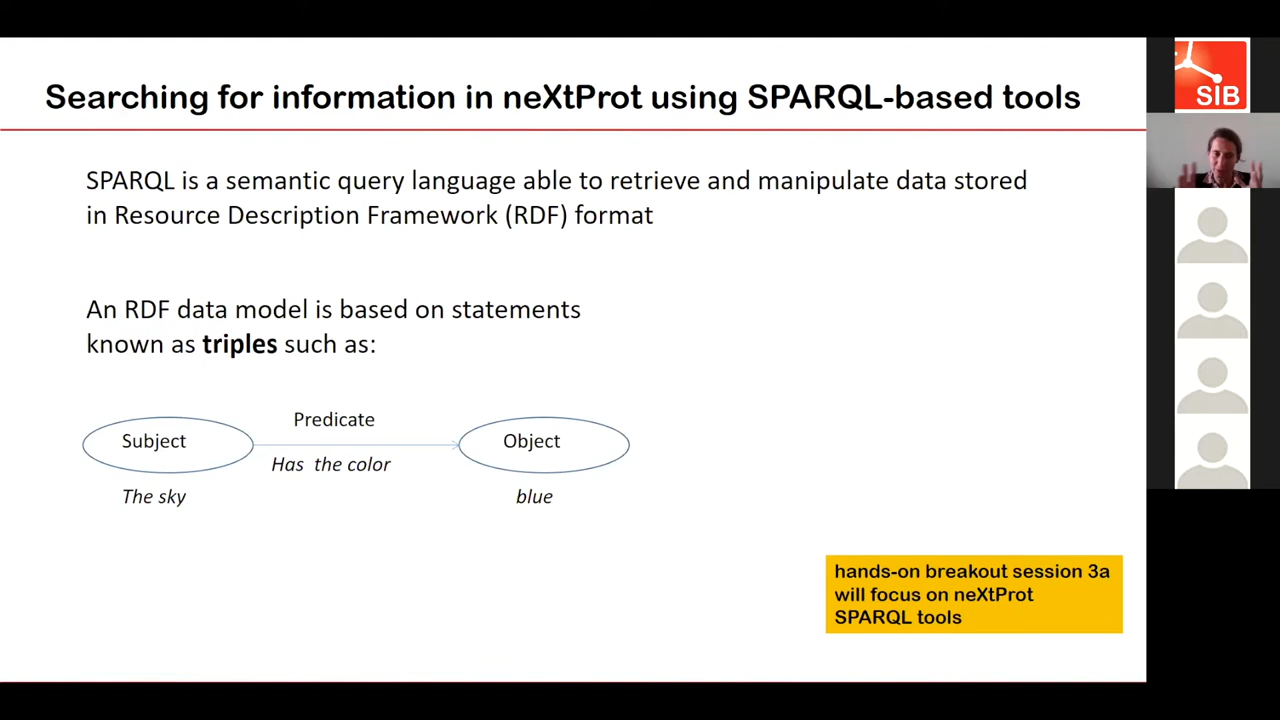 Searching for information in neXtProt using SPARQL-based tools
SIB
SPARQL is a semantic query language able to retrieve and manipulate data stored
in Resource Description Framework (RDF) format
An RDF data model is based on statements
known as triples such as:
Subject
Predicate
Object
Has the color
The sky
blue
hands-on breakout session 3a
will focus on neXtProt
SPARQL tools